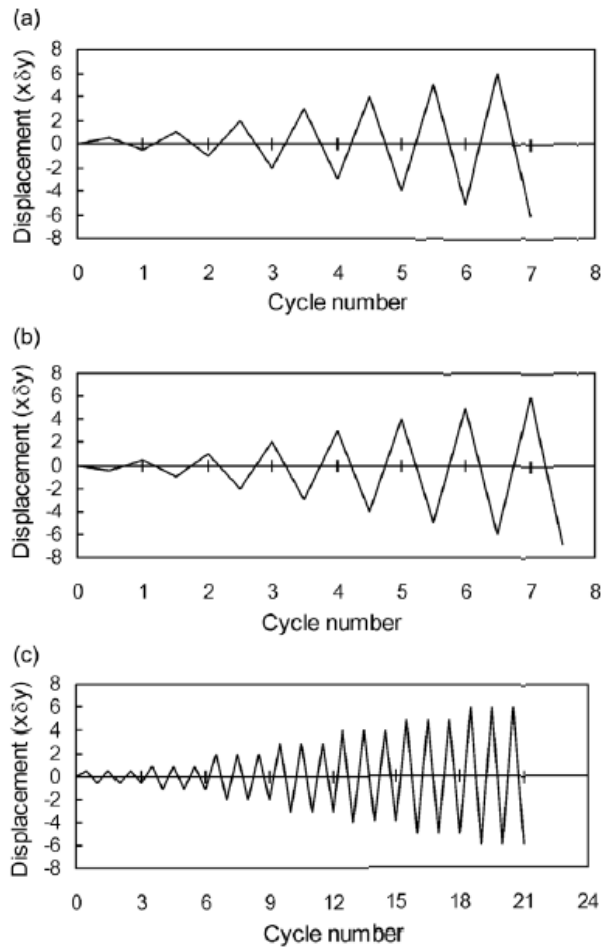 (a)
Displacement (xδy)
8
6
4
2
0
-2
-4
-6
-8
0 1 2 3 4 5 6 7 8
Cycle number
(b)
Displacement (xδy)
8
6
4
2
0
-2
-4
-6
-8
0 1 2 3 4 5 6 7 8
Cycle number
(c)
Displacement (xδy)
8
6
4
2
0
-2
-4
-6
-8
0 3 6 9 12 15 18 21 24
Cycle number